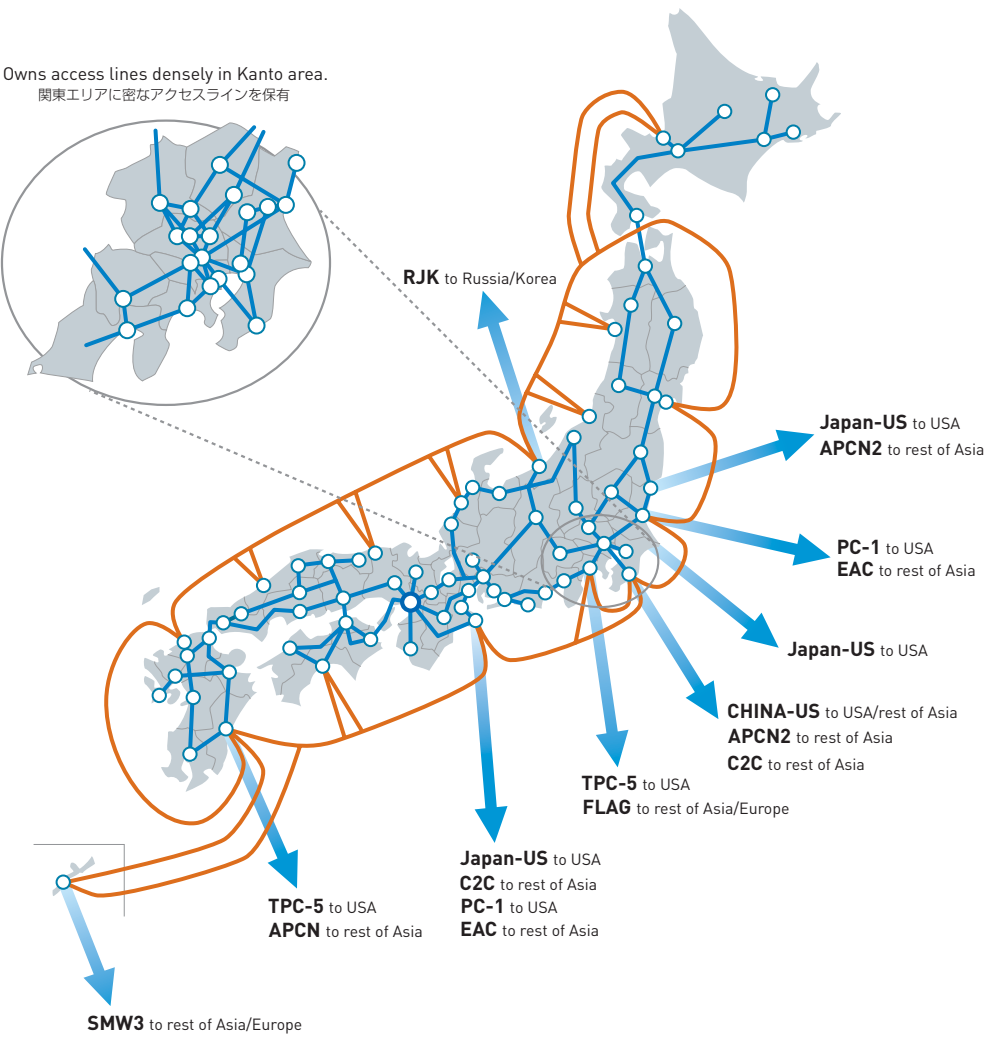 Owns access lines densely in Kanto area.
関東エリアに密なアクセスラインを保有
RJK to Russia/Korea
Japan-US to USA
APCN2 to rest of Asia
PC-1 to USA
EAC to rest of Asia
Japan-US to USA
CHINA-US to USA/rest of Asia
APCN2 to rest of Asia
C2C to rest of Asia
TPC-5 to USA
FLAG to rest of Asia/Europe
Japan-US to USA
C2C to rest of Asia
PC-1 to USA
EAC to rest of Asia
TPC-5 to USA
APCN to rest of Asia
SMW3 to rest of Asia/Europe